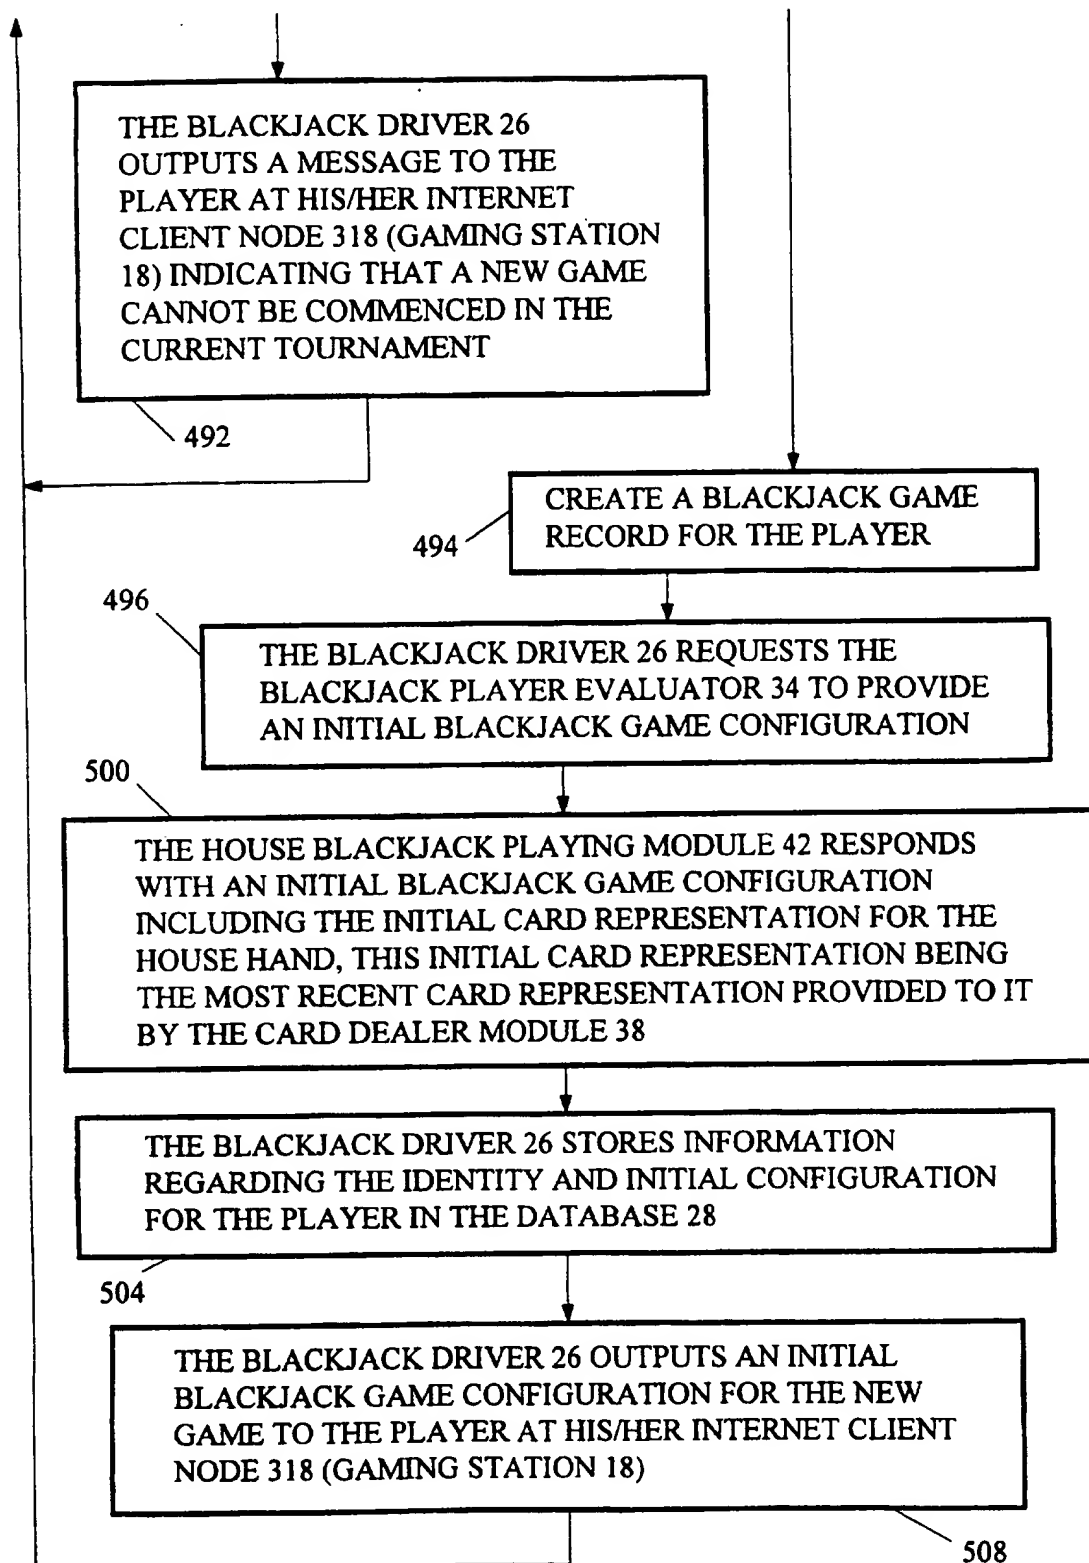 THE BLACKJACK DRIVER 26
OUTPUTS A MESSAGE TO THE
PLAYER AT HIS/HER INTERNET
CLIENT NODE 318 (GAMING STATION
18) INDICATING THAT A NEW GAME
CANNOT BE COMMENCED IN THE
CURRENT TOURNAMENT
492
CREATE A BLACKJACK GAME
RECORD FOR THE PLAYER
494
496
THE BLACKJACK DRIVER 26 REQUESTS THE
BLACKJACK PLAYER EVALUATOR 34 TO PROVIDE
AN INITIAL BLACKJACK GAME CONFIGURATION
500
THE HOUSE BLACKJACK PLAYING MODULE 42 RESPONDS
WITH AN INITIAL BLACKJACK GAME CONFIGURATION
INCLUDING THE INITIAL CARD REPRESENTATION FOR THE
HOUSE HAND, THIS INITIAL CARD REPRESENTATION BEING
THE MOST RECENT CARD REPRESENTATION PROVIDED TO IT
BY THE CARD DEALER MODULE 38
THE BLACKJACK DRIVER 26 STORES INFORMATION
REGARDING THE IDENTITY AND INITIAL CONFIGURATION
FOR THE PLAYER IN THE DATABASE 28
504
THE BLACKJACK DRIVER 26 OUTPUTS AN INITIAL
BLACKJACK GAME CONFIGURATION FOR THE NEW
GAME TO THE PLAYER AT HIS/HER INTERNET CLIENT
NODE 318 (GAMING STATION 18)
508